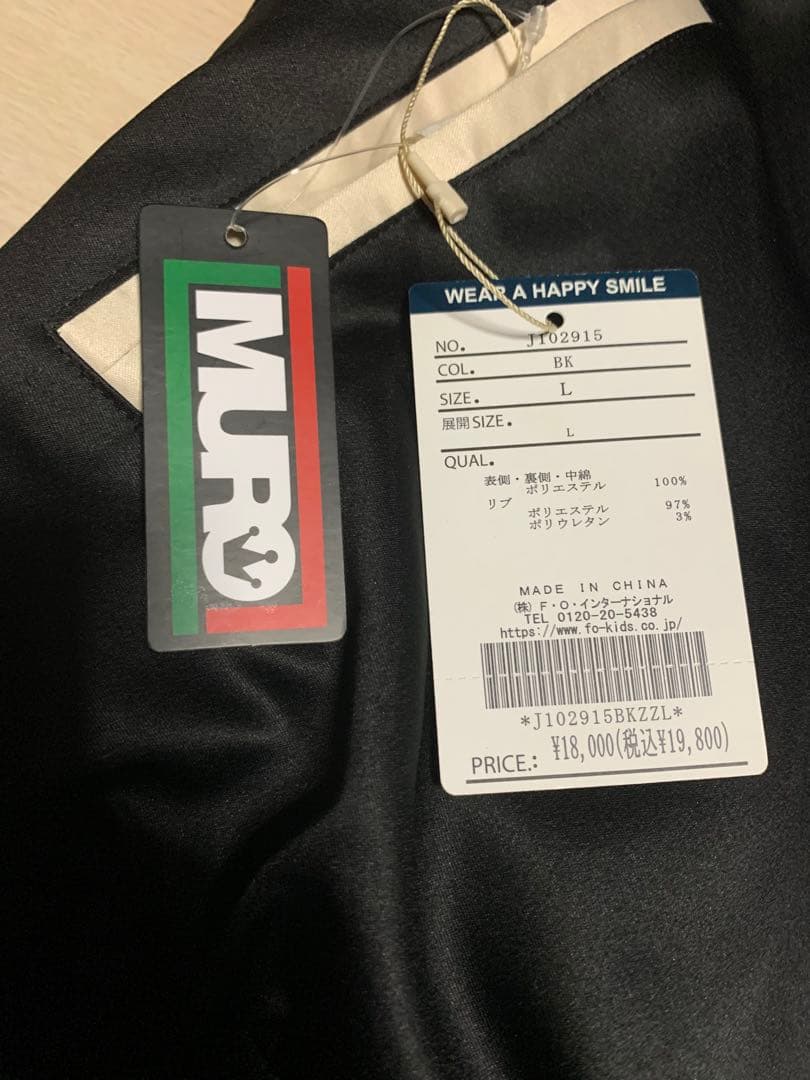 MURO
WEAR A HAPPY SMILE
NO. J102915
COL. BK
SIZE. L
展開SIZE. L
QUAL.
表側・裏側・中綿
ポリエステル 100%
リブ
ポリエステル 97%
ポリウレタン 3%
MADE IN CHINA
(株) F・O・インターナショナル
TEL 0120-20-5438
https://www.fo-kids.co.jp/
*J102915BKZZL*
PRICE.: ¥18,000(税込¥19,800)